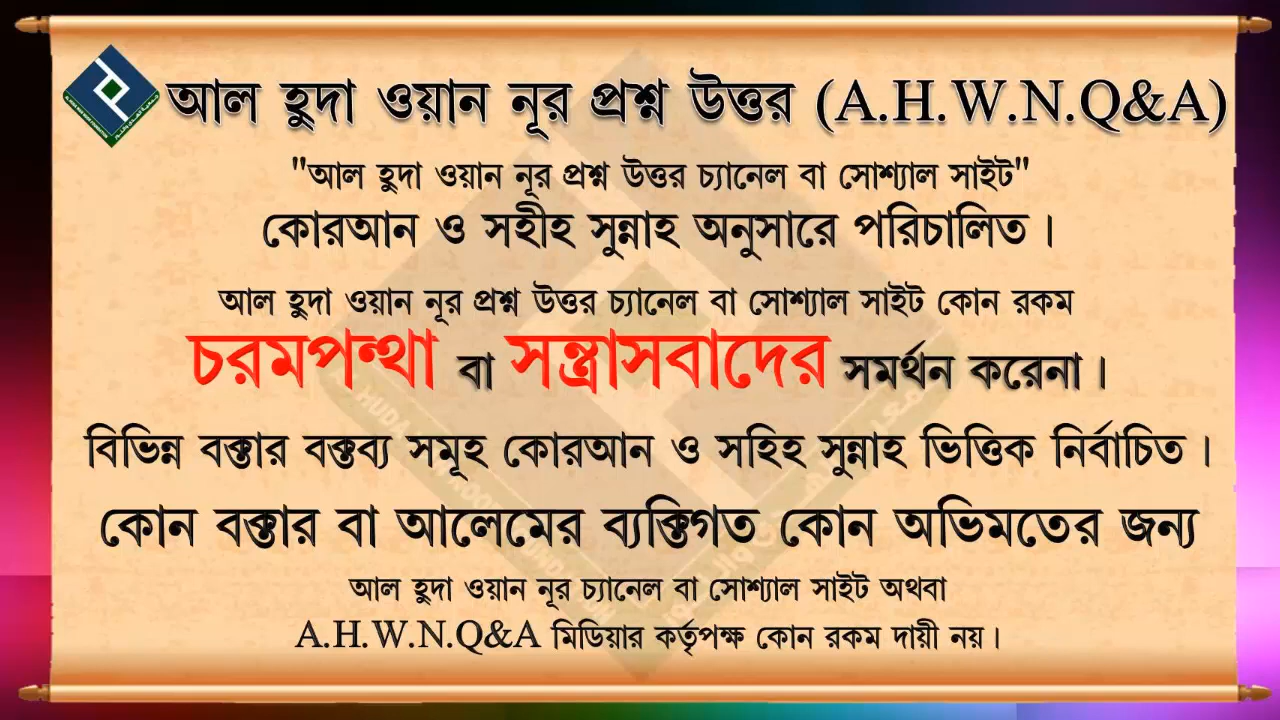 আল হুদা ওয়ান নূর প্রশ্ন উত্তর (A.H.W.N.Q&A)
"আল হুদা ওয়ান নূর প্রশ্ন উত্তর চ্যানেল বা সোশ্যাল সাইট"
কোরআন ও সহীহ সুন্নাহ অনুসারে পরিচালিত।
আল হুদা ওয়ান নূর প্রশ্ন উত্তর চ্যানেল বা সোশ্যাল সাইট কোন রকম
চরমপন্থা বা সন্ত্রাসবাদের সমর্থন করেনা।
বিভিন্ন বক্তার বক্তব্য সমূহ কোরআন ও সহিহ সুন্নাহ ভিত্তিক নির্বাচিত।
কোন বক্তার বা আলেমের ব্যক্তিগত কোন অভিমতের জন্য
আল হুদা ওয়ান নূর চ্যানেল বা সোশ্যাল সাইট অথবা
A.H.W.N.Q&A মিডিয়ার কর্তৃপক্ষ কোন রকম দায়ী নয়।